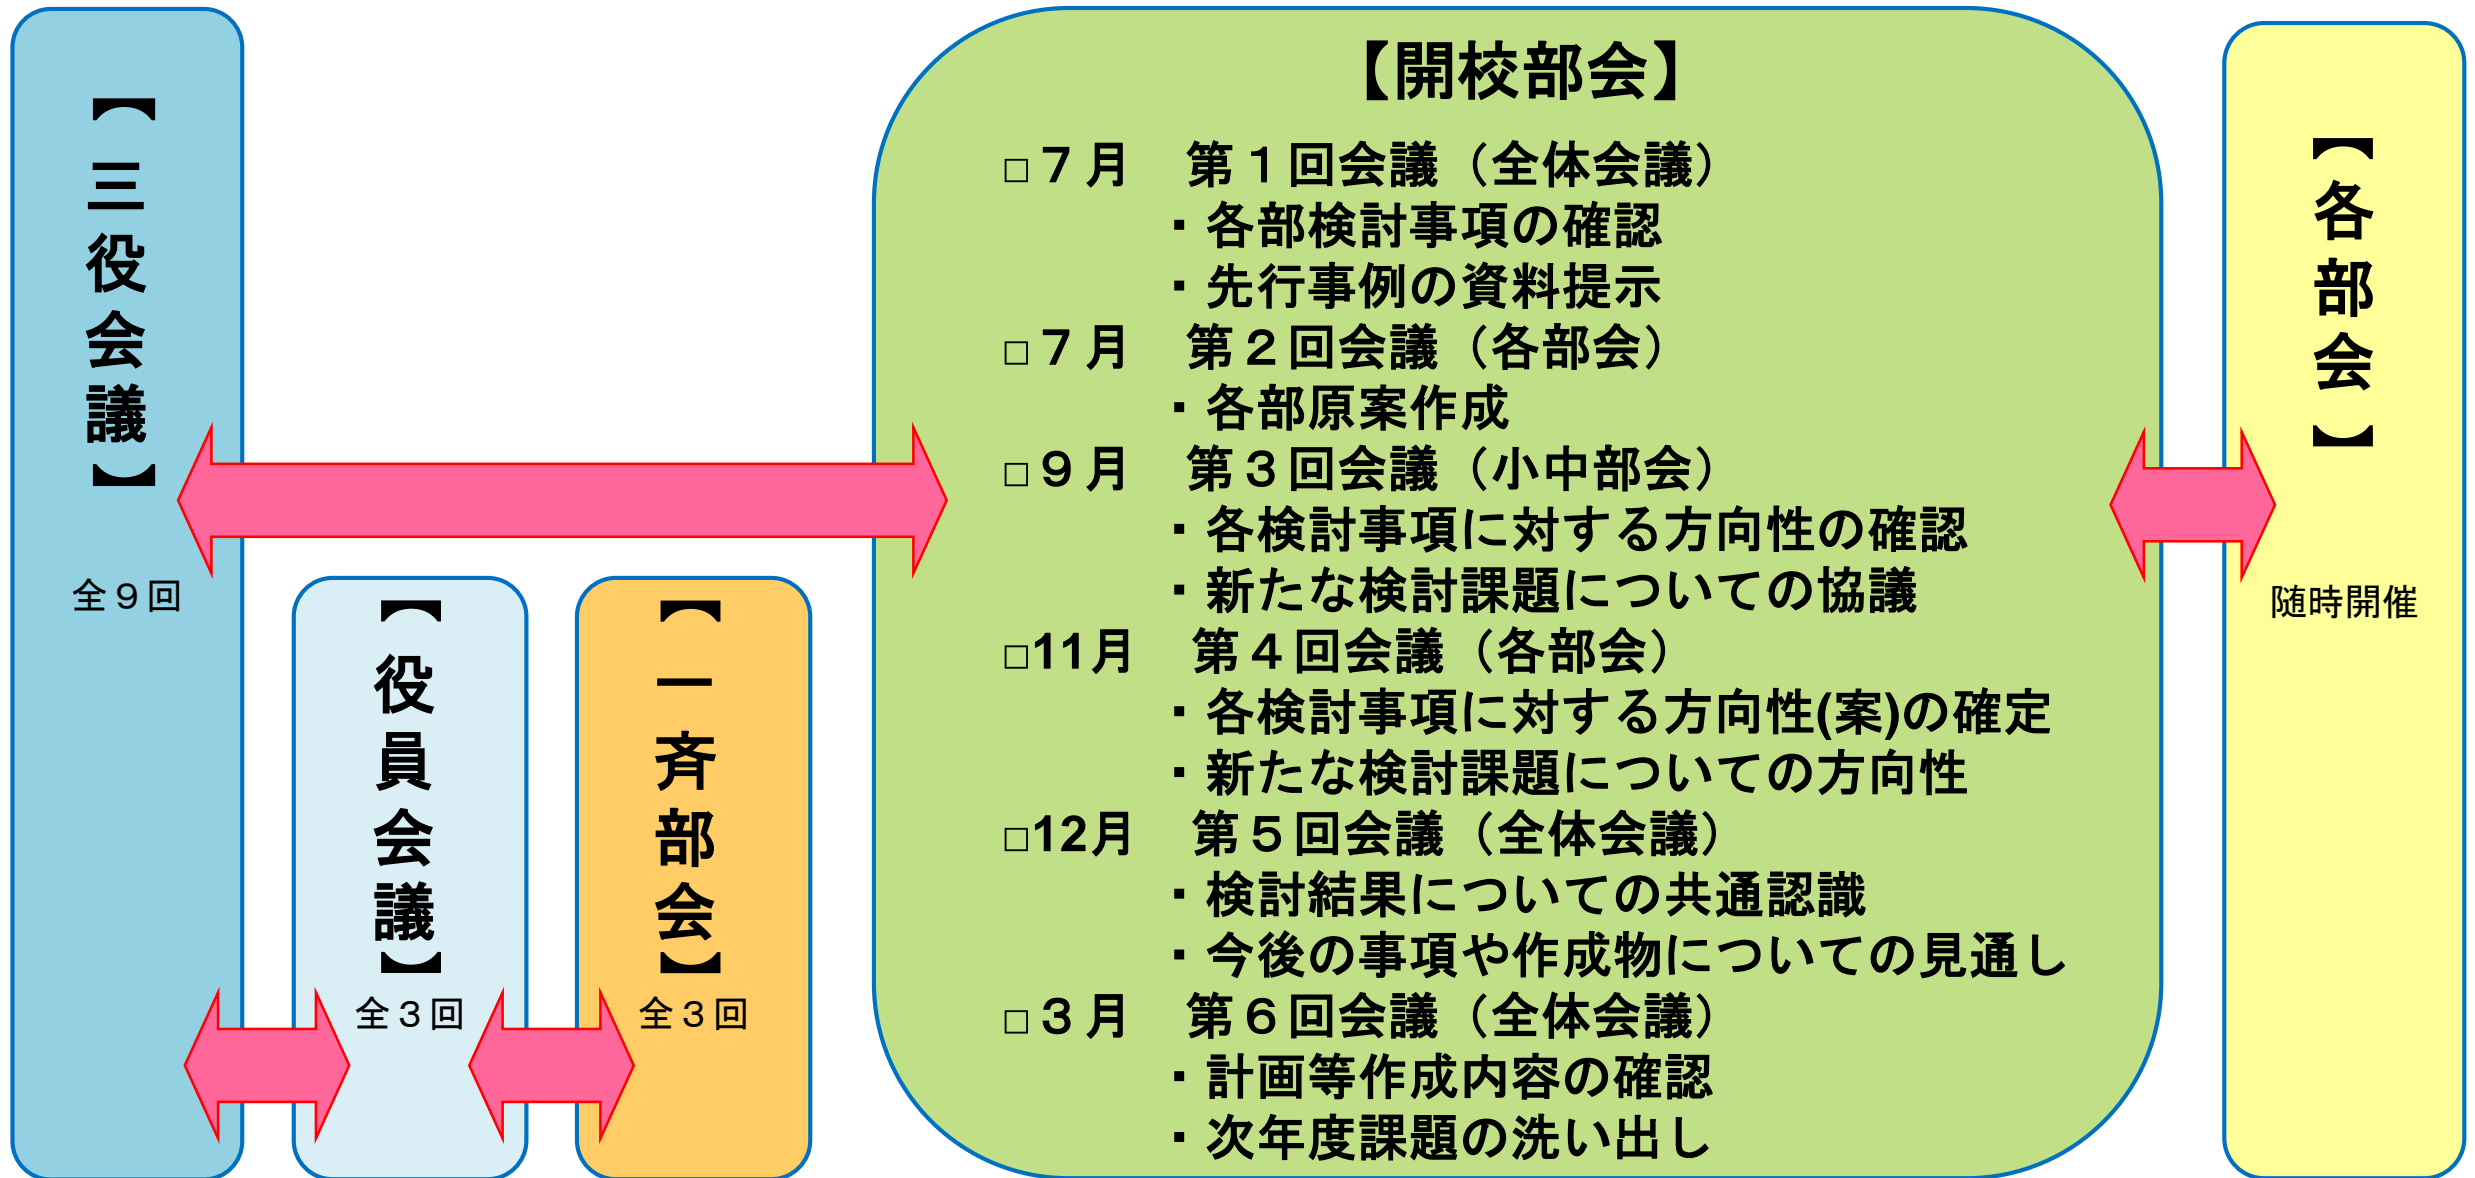 【三役会議】
全９回
【役員会議】
全３回
【一斉部会】
全３回
【開校部会】
□７月　第１回会議（全体会議）
・各部検討事項の確認
・先行事例の資料提示
□７月　第２回会議（各部会）
・各部原案作成
□９月　第３回会議（小中部会）
・各検討事項に対する方向性の確認
・新たな検討課題についての協議
□11月　第４回会議（各部会）
・各検討事項に対する方向性(案)の確定
・新たな検討課題についての方向性
□12月　第５回会議（全体会議）
・検討結果についての共通認識
・今後の事項や作成物についての見通し
□３月　第６回会議（全体会議）
・計画等作成内容の確認
・次年度課題の洗い出し
【各部会】
随時開催